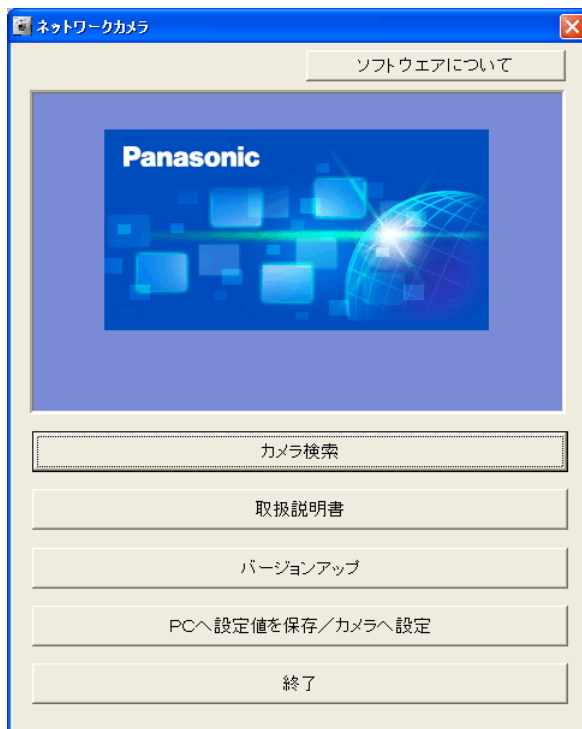 ネットワークカメラ
ソフトウエアについて
Panasonic
カメラ検索
取扱説明書
バージョンアップ
PCへ設定値を保存／カメラへ設定
終了